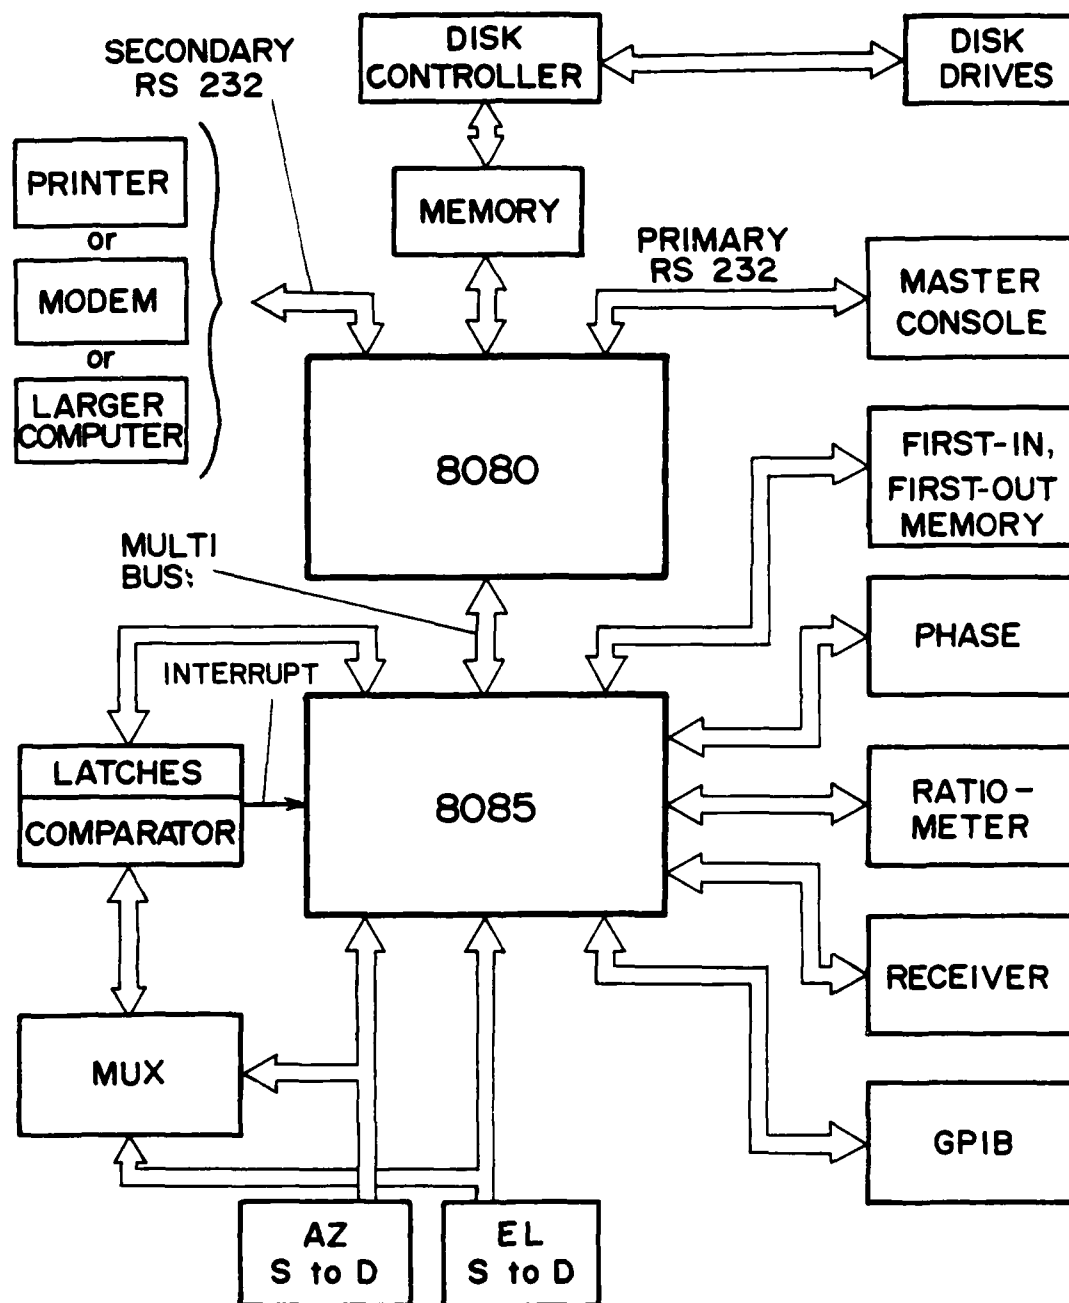 SECONDARY
RS 232
DISK
CONTROLLER
DISK
DRIVES
PRINTER
or
MODEM
or
LARGER
COMPUTER
MEMORY
PRIMARY
RS 232
MASTER
CONSOLE
8080
FIRST-IN,
FIRST-OUT
MEMORY
MULTI
BUS
INTERRUPT
PHASE
LATCHES
COMPARATOR
8085
RATIO-
METER
RECEIVER
MUX
GPIB
AZ
S to D
EL
S to D